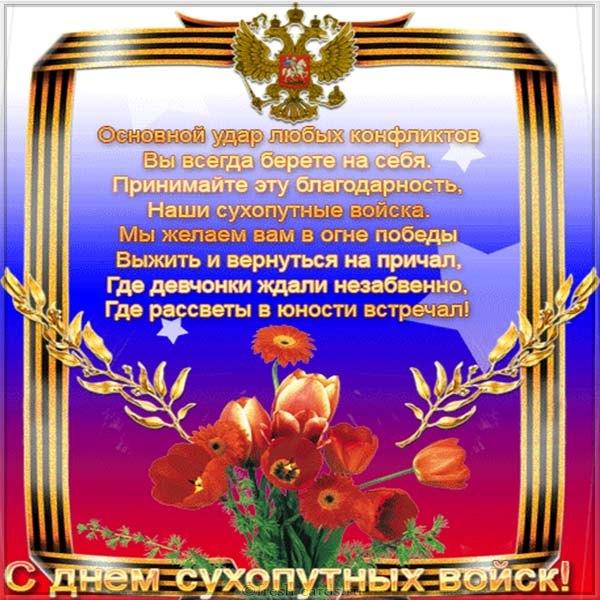 Основной удар любых конфликтов
Вы всегда берете на себя.
Принимайте эту благодарность,
Наши сухопутные войска.
Мы желаем вам в огне победы
Выжить и вернуться на причал,
Где девчонки ждали незабвенно,
Где рассветы в юности встречал!
С днем сухопутных войск!